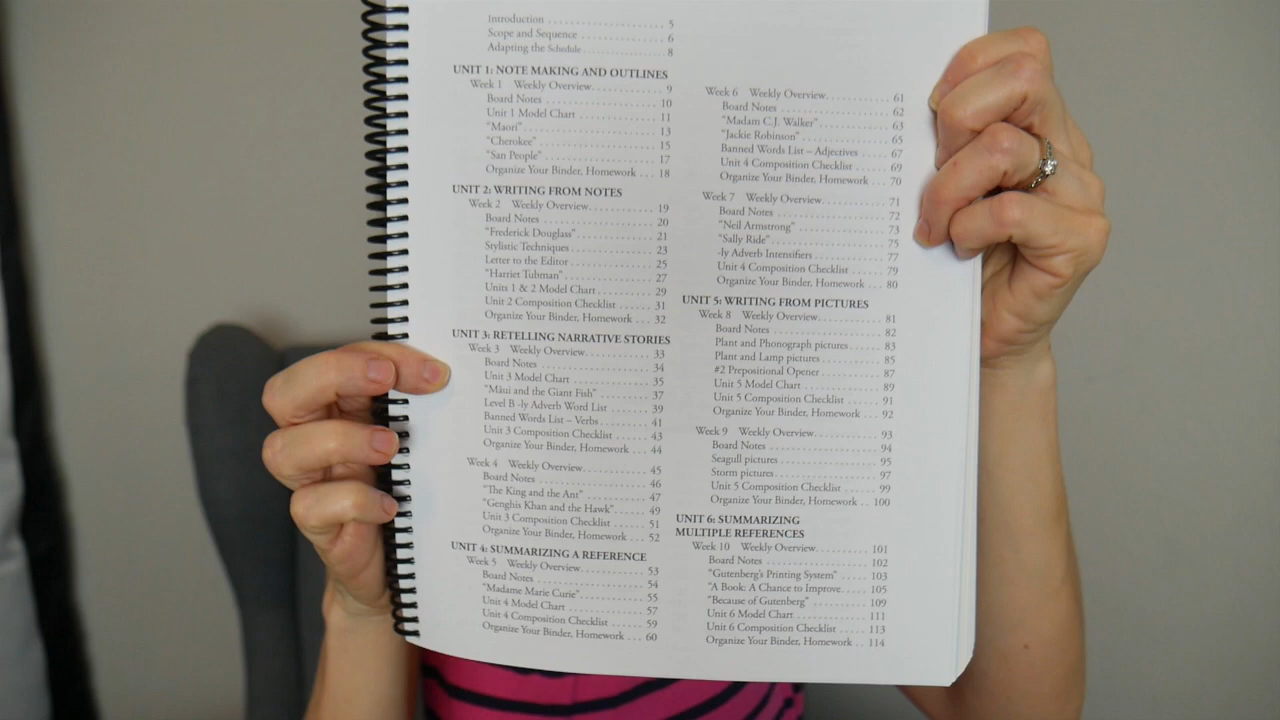 Introduction . . . . . . . . . . . . . . . . . . . . 5
Scope and Sequence . . . . . . . . . . . . . . . 6
Adapting the Schedule . . . . . . . . . . . . . . 8
UNIT 1: NOTE MAKING AND OUTLINES
Week 1 Weekly Overview. . . . . . . . . . . . 9
Board Notes . . . . . . . . . . . . . . . . . 10
Unit 1 Model Chart . . . . . . . . . . . . . 11
"Maori" . . . . . . . . . . . . . . . . . . . . 13
"Cherokee" . . . . . . . . . . . . . . . . . . 15
"San People" . . . . . . . . . . . . . . . . . 17
Organize Your Binder, Homework . . . 18
UNIT 2: WRITING FROM NOTES
Week 2 Weekly Overview. . . . . . . . . . . . 19
Board Notes . . . . . . . . . . . . . . . . . 20
"Frederick Douglass" . . . . . . . . . . . . 21
Stylistic Techniques . . . . . . . . . . . . . 23
Letter to the Editor . . . . . . . . . . . . . 25
"Harriet Tubman" . . . . . . . . . . . . . . 27
Units 1 & 2 Model Chart . . . . . . . . . 29
Unit 2 Composition Checklist . . . . . . 31
Organize Your Binder, Homework . . . 32
UNIT 3: RETELLING NARRATIVE STORIES
Week 3 Weekly Overview. . . . . . . . . . . . 33
Board Notes . . . . . . . . . . . . . . . . . 34
Unit 3 Model Chart . . . . . . . . . . . . . 35
"Māui and the Giant Fish" . . . . . . . . 37
Level B -ly Adverb Word List . . . . . . 39
Banned Words List – Verbs . . . . . . . . 41
Unit 3 Composition Checklist . . . . . . 43
Organize Your Binder, Homework . . . 44
Week 4 Weekly Overview. . . . . . . . . . . . 45
Board Notes . . . . . . . . . . . . . . . . . 46
"The King and the Ant" . . . . . . . . . . 47
"Genghis Khan and the Hawk". . . . . 49
Unit 3 Composition Checklist . . . . . . 51
Organize Your Binder, Homework . . . 52
UNIT 4: SUMMARIZING A REFERENCE
Week 5 Weekly Overview. . . . . . . . . . . . 53
Board Notes . . . . . . . . . . . . . . . . . 54
"Madame Marie Curie". . . . . . . . . . . 55
Unit 4 Model Chart . . . . . . . . . . . . . 57
Unit 4 Composition Checklist . . . . . . 59
Organize Your Binder, Homework . . . 60
Week 6 Weekly Overview. . . . . . . . . . . . 61
Board Notes . . . . . . . . . . . . . . . . . 62
"Madam C.J. Walker" . . . . . . . . . . . 63
"Jackie Robinson" . . . . . . . . . . . . . . 65
Banned Words List – Adjectives . . . . . 67
Unit 4 Composition Checklist . . . . . . 69
Organize Your Binder, Homework . . . 70
Week 7 Weekly Overview. . . . . . . . . . . . 71
Board Notes . . . . . . . . . . . . . . . . . 72
"Neil Armstrong" . . . . . . . . . . . . . . 73
"Sally Ride" . . . . . . . . . . . . . . . . . 75
-ly Adverb Intensifiers . . . . . . . . . . . 77
Unit 4 Composition Checklist . . . . . . 79
Organize Your Binder, Homework . . . 80
UNIT 5: WRITING FROM PICTURES
Week 8 Weekly Overview. . . . . . . . . . . . 81
Board Notes . . . . . . . . . . . . . . . . . 82
Plant and Phonograph pictures . . . . . 83
Plant and Lamp pictures . . . . . . . . . . 85
#2 Prepositional Opener . . . . . . . . . . 87
Unit 5 Model Chart . . . . . . . . . . . . . 89
Unit 5 Composition Checklist . . . . . . 91
Organize Your Binder, Homework . . . 92
Week 9 Weekly Overview. . . . . . . . . . . . 93
Board Notes . . . . . . . . . . . . . . . . . 94
Seagull pictures . . . . . . . . . . . . . . . . 95
Storm pictures. . . . . . . . . . . . . . . . . 97
Unit 5 Composition Checklist . . . . . . 99
Organize Your Binder, Homework . . 100
UNIT 6: SUMMARIZING
MULTIPLE REFERENCES
Week 10 Weekly Overview. . . . . . . . . . . 101
Board Notes . . . . . . . . . . . . . . . . 102
"Gutenberg's Printing System" . . . . . 103
"A Book: A Chance to Improve. . . . . 105
"Because of Gutenberg" . . . . . . . . . . 109
Unit 6 Model Chart . . . . . . . . . . . . 111
Unit 6 Composition Checklist . . . . . 113
Organize Your Binder, Homework . . 114